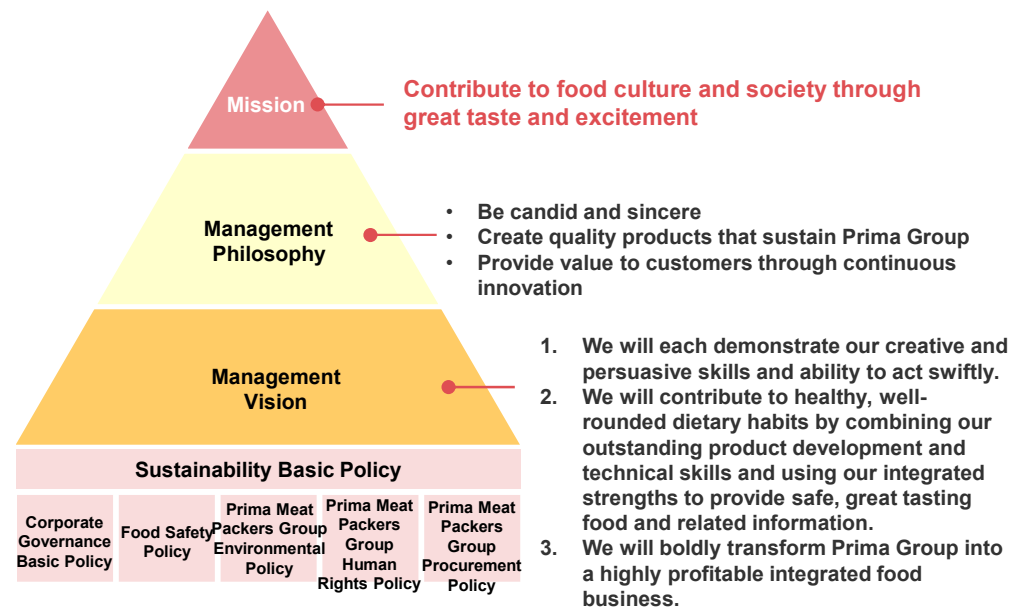 Mission
Contribute to food culture and society through
great taste and excitement
Management
Philosophy
• Be candid and sincere
• Create quality products that sustain Prima Group
• Provide value to customers through continuous
innovation
Management
Vision
1. We will each demonstrate our creative and
persuasive skills and ability to act swiftly.
2. We will contribute to healthy, well-
rounded dietary habits by combining our
outstanding product development and
technical skills and using our integrated
strengths to provide safe, great tasting
food and related information.
3. We will boldly transform Prima Group into
a highly profitable integrated food
business.
Sustainability Basic Policy
Corporate
Governance
Basic Policy
Food Safety
Policy
Prima Meat
Packers Group
Environmental
Policy
Prima Meat
Packers
Group
Human
Rights Policy
Prima Meat
Packers
Group
Procurement
Policy